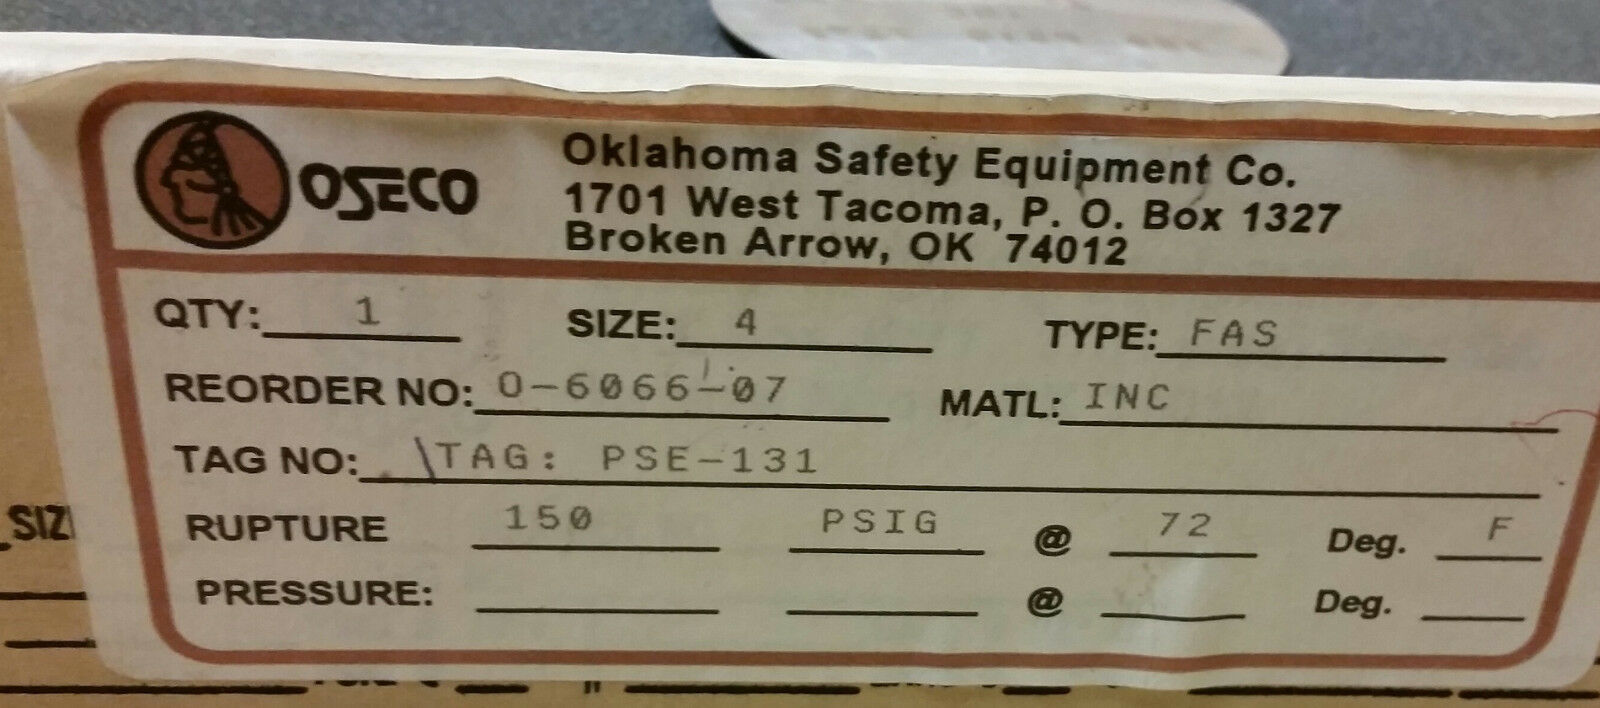 OSECO
Oklahoma Safety Equipment Co.
1701 West Tacoma, P. O. Box 1327
Broken Arrow, OK 74012
QTY: 1 SIZE: 4 TYPE: FAS
REORDER NO: O-6066-07 MATL: INC
TAG NO: \TAG: PSE-131
SIZ
RUPTURE 150 PSIG @ 72 Deg. F
PRESSURE: @ Deg.